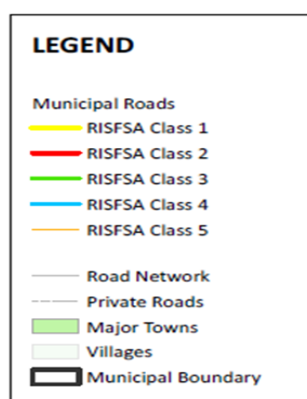 LEGEND
Municipal Roads
RISFSA Class 1
RISFSA Class 2
RISFSA Class 3
RISFSA Class 4
RISFSA Class 5
Road Network
Private Roads
Major Towns
Villages
Municipal Boundary